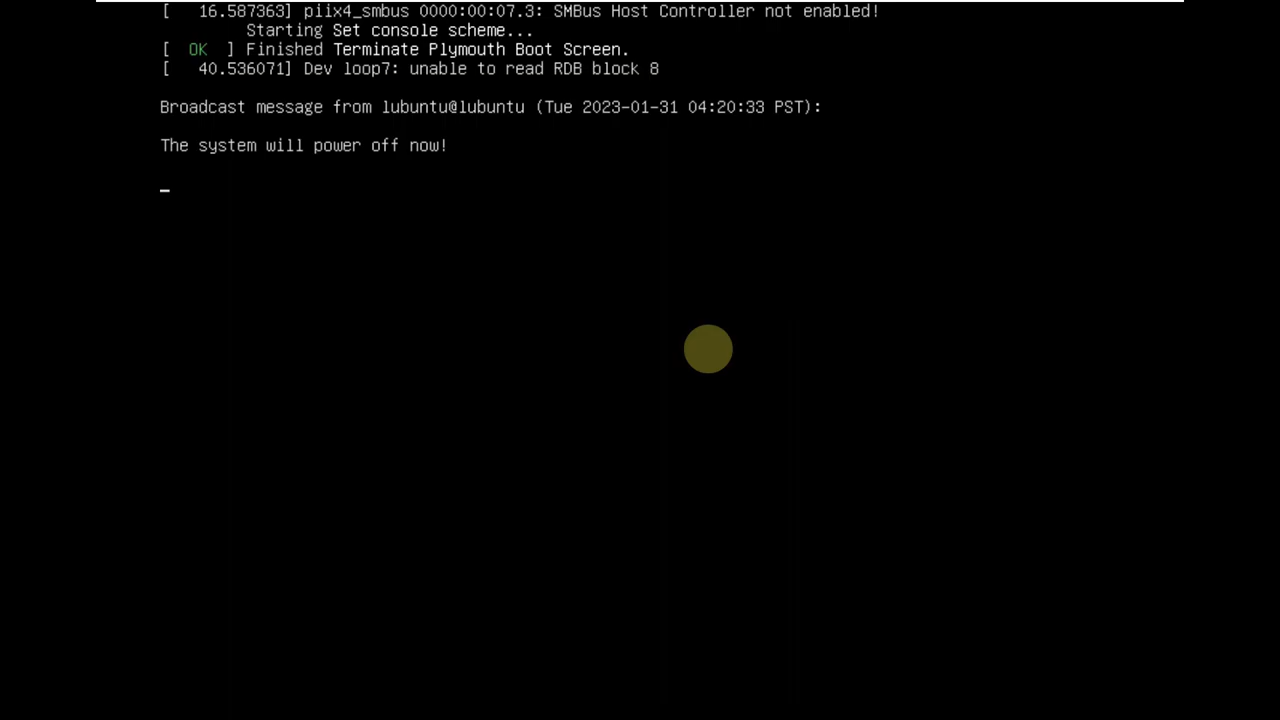 [   16.587363] piix4_smbus 0000:00:07.3: SMBus Host Controller not enabled!
         Starting Set console scheme...
[  OK  ] Finished Terminate Plymouth Boot Screen.
[   40.536071] Dev loop7: unable to read RDB block 8
Broadcast message from lubuntu@lubuntu (Tue 2023-01-31 04:20:33 PST):
The system will power off now!